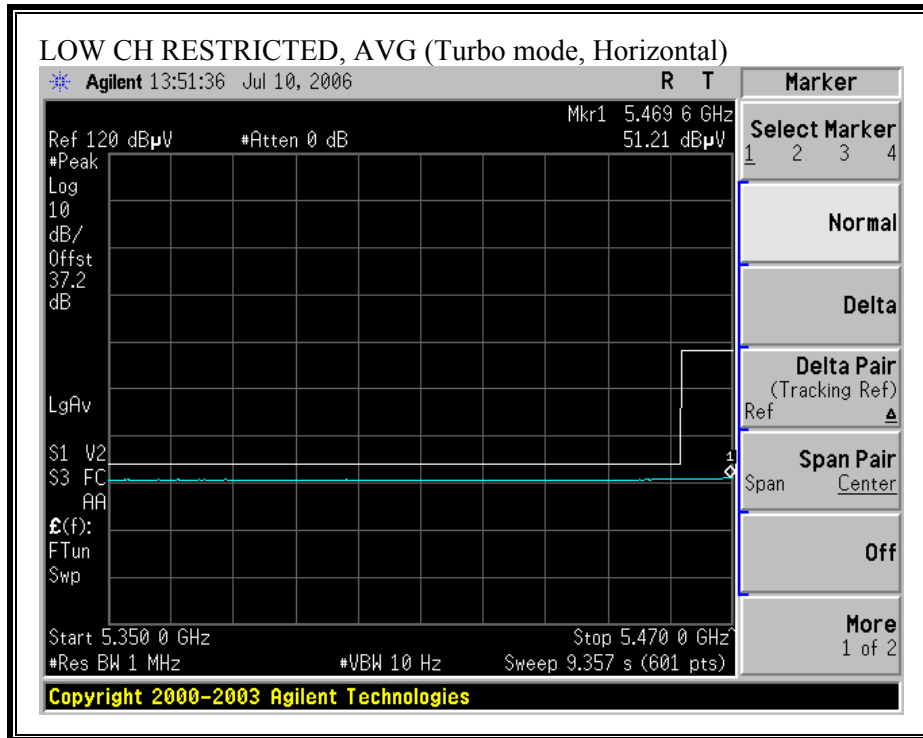 LOW CH RESTRICTED, AVG (Turbo mode, Horizontal)
Agilent 13:51:36 Jul 10, 2006 R T
Mkr1 5.469 6 GHz
Ref 120 dBµV #Atten 0 dB 51.21 dBµV
#Peak
Log
10
dB/
Offst
37.2
dB
LgAv
S1 V2
S3 FC
AA
£(f):
FTun
Swp
1
Start 5.350 0 GHz Stop 5.470 0 GHz^
#Res BW 1 MHz #VBW 10 Hz Sweep 9.357 s (601 pts)
Marker
Select Marker
1 2 3 4
Normal
Delta
Delta Pair
(Tracking Ref)
Ref Δ
Span Pair
Span Center
Off
More
1 of 2
Copyright 2000-2003 Agilent Technologies